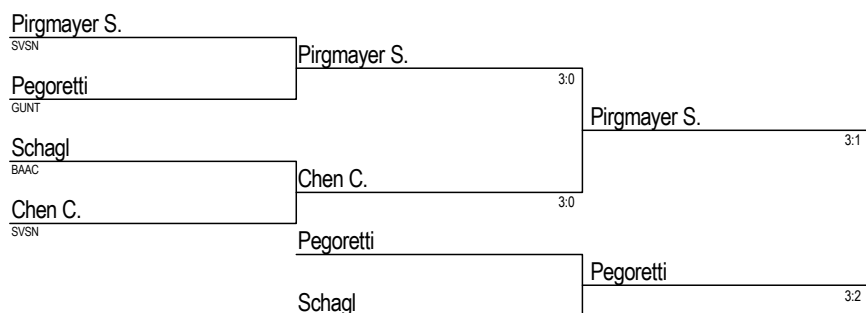 Pirgmayer S.
SVSN
Pirgmayer S.
3:0
Pegoretti
GUNT
Pirgmayer S.
3:1
Schagl
BAAC
Chen C.
3:0
Chen C.
SVSN
Pegoretti
Pegoretti
3:2
Schagl